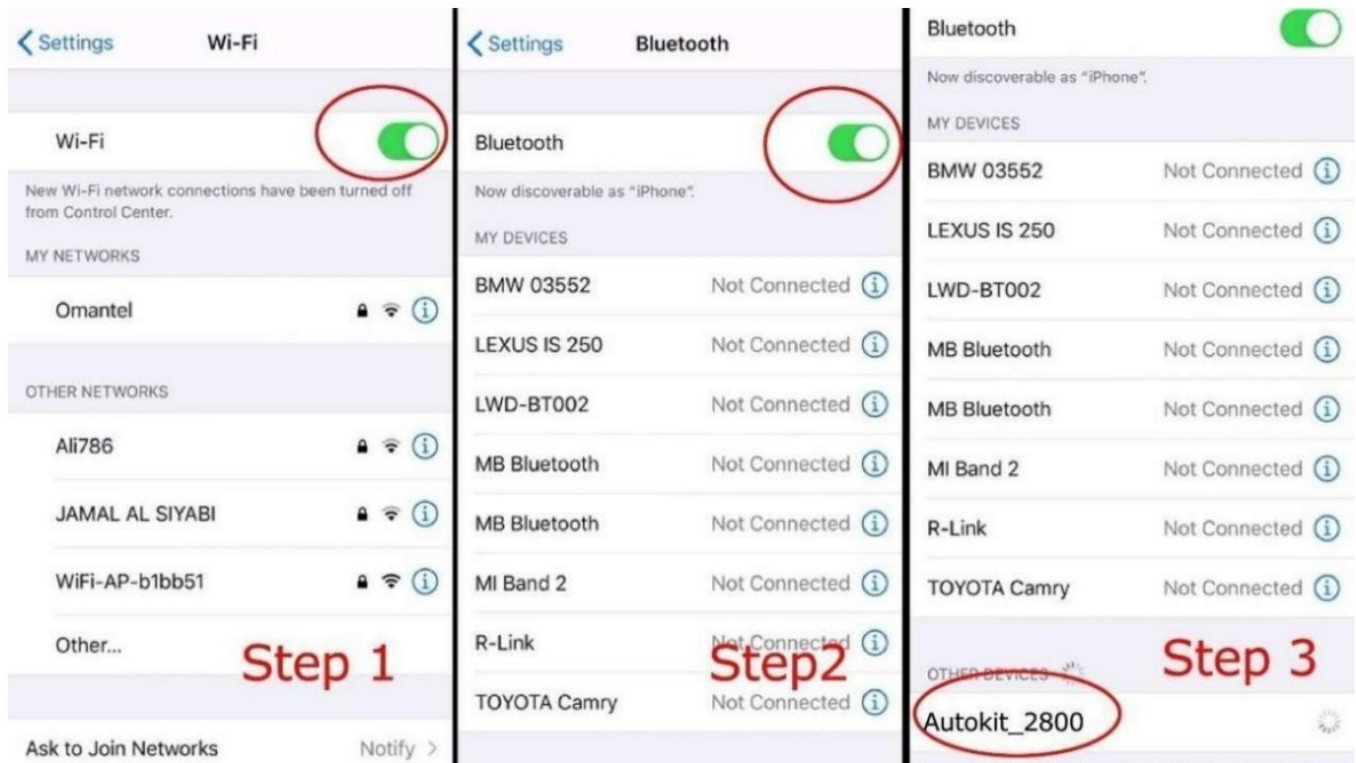 Settings
Wi-Fi
Wi-Fi
New Wi-Fi network connections have been turned off
from Control Center.
MY NETWORKS
Omantel
OTHER NETWORKS
Ali786
JAMAL AL SIYABI
WiFi-AP-b1bb51
Other...
Step 1
Ask to Join Networks Notify
Settings
Bluetooth
Bluetooth
Now discoverable as “iPhone”.
MY DEVICES
BMW 03552 Not Connected
LEXUS IS 250 Not Connected
LWD-BT002 Not Connected
MB Bluetooth Not Connected
MB Bluetooth Not Connected
MI Band 2 Not Connected
R-Link Not Connected
Step2
TOYOTA Camry Not Connected
Bluetooth
Now discoverable as “iPhone”.
MY DEVICES
BMW 03552 Not Connected
LEXUS IS 250 Not Connected
LWD-BT002 Not Connected
MB Bluetooth Not Connected
MB Bluetooth Not Connected
MI Band 2 Not Connected
R-Link Not Connected
TOYOTA Camry Not Connected
Step 3
OTHER DEVICES
Autokit_2800